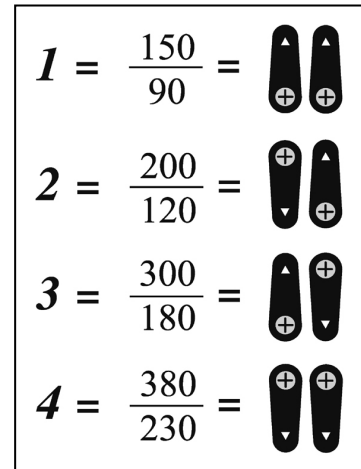 1 = 150/90 =
2 = 200/120 =
3 = 300/180 =
4 = 380/230 =